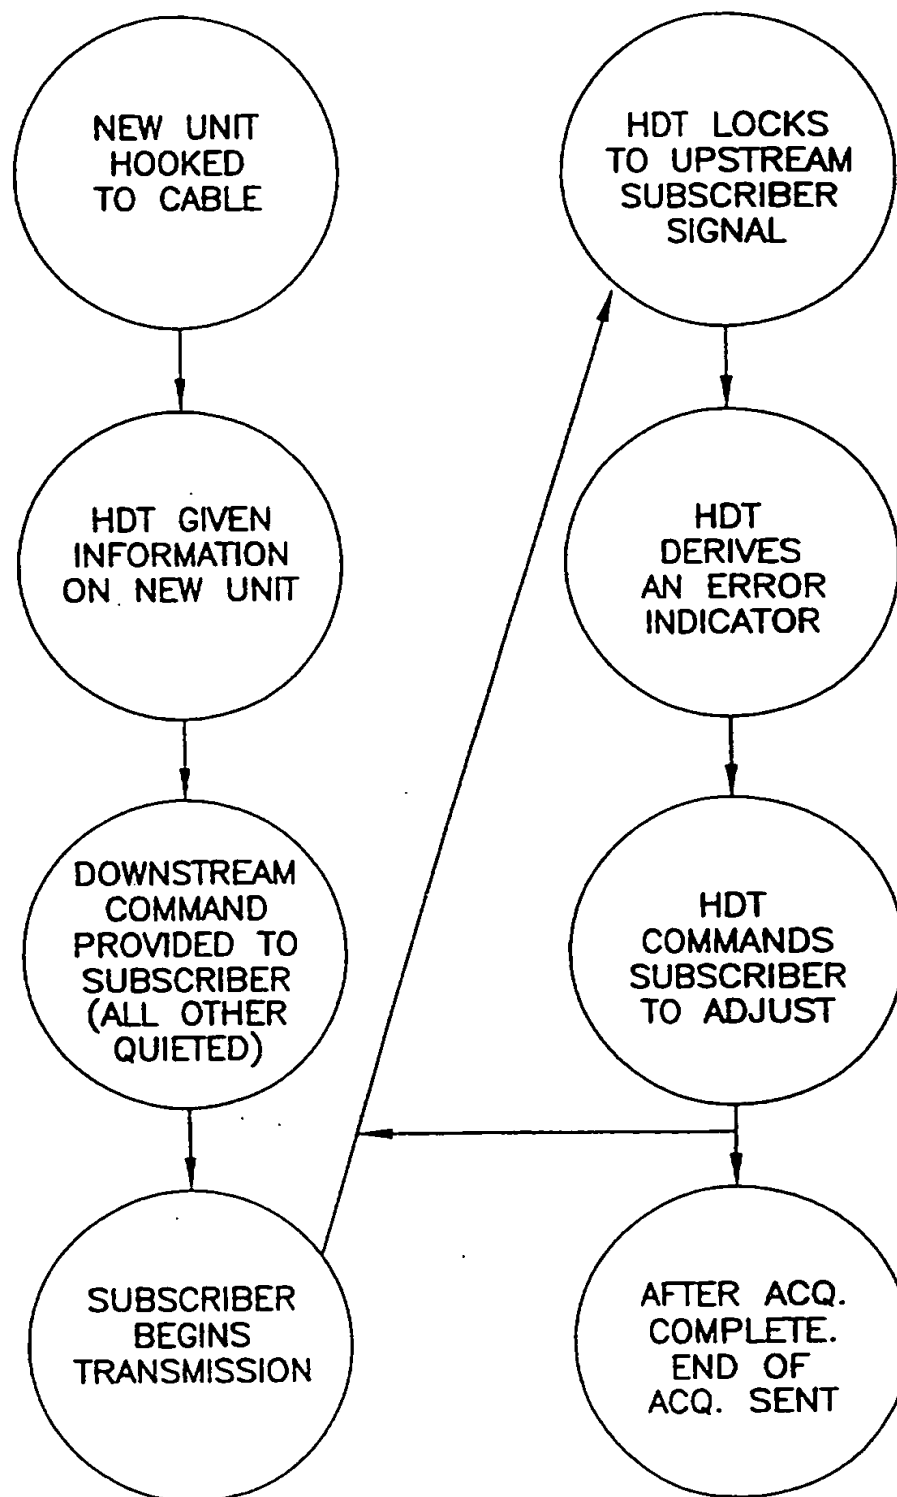 NEW UNIT
HOOKED
TO CABLE
HDT GIVEN
INFORMATION
ON NEW UNIT
DOWNSTREAM
COMMAND
PROVIDED TO
SUBSCRIBER
(ALL OTHER
QUIETED)
SUBSCRIBER
BEGINS
TRANSMISSION
HDT LOCKS
TO UPSTREAM
SUBSCRIBER
SIGNAL
HDT
DERIVES
AN ERROR
INDICATOR
HDT
COMMANDS
SUBSCRIBER
TO ADJUST
AFTER ACQ.
COMPLETE.
END OF
ACQ. SENT